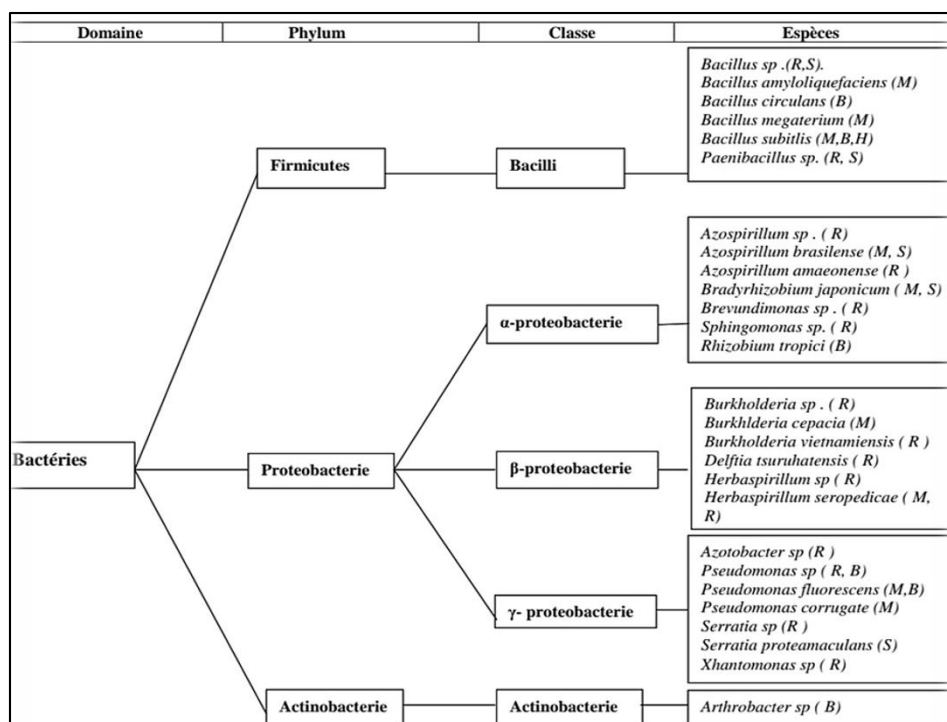 Domaine Phylum Classe Espèces
Bacillus sp .(R,S).
Bacillus amyloliquefaciens (M)
Bacillus circulans (B)
Bacillus megaterium (M)
Bacillus subitlis (M,B,H)
Paenibacillus sp. (R, S)
Firmicutes
Bacilli
Azospirillum sp . ( R)
Azospirillum brasilense (M, S)
Azospirillum amaeonense (R )
Bradyrhizobium japonicum ( M, S)
Brevundimonas sp . ( R)
Sphingomonas sp. ( R)
Rhizobium tropici (B)
α-proteobacterie
Burkholderia sp . ( R)
Burkhlderia cepacia (M)
Burkholderia vietnamiensis ( R )
Delftia tsuruhatensis ( R)
Herbaspirillum sp ( R)
Herbaspirillum seropedicae ( M,
R)
Bactéries
Proteobacterie
β-proteobacterie
Azotobacter sp (R )
Pseudomonas sp ( R, B)
Pseudomonas fluorescens (M,B)
Pseudomonas corrugate (M)
Serratia sp (R )
Serratia proteamaculans (S)
Xhantomonas sp ( R)
γ- proteobacterie
Actinobacterie
Actinobacterie
Arthrobacter sp ( B)